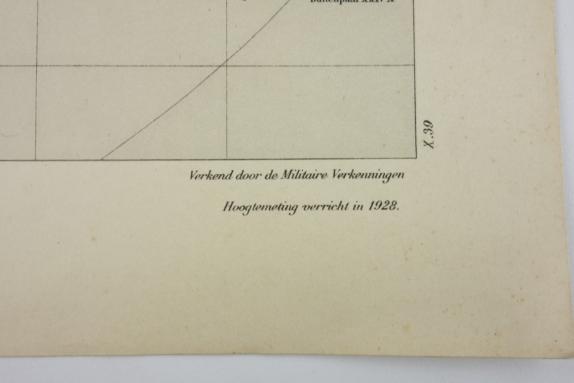 X. 39
Verkend door de Militaire Verkenningen
Hoogtemeting verricht in 1928.